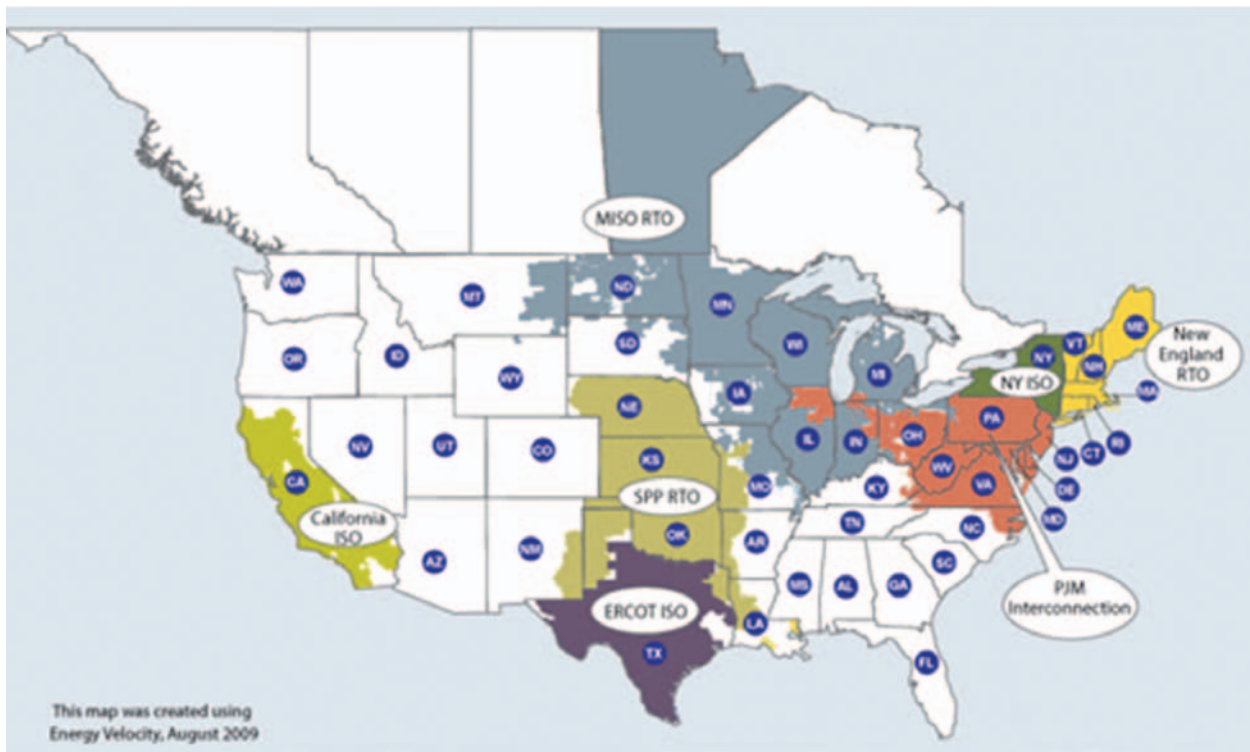 MISO RTO
WA
MT
ND
MN
OR
ID
SD
WI
WY
MI
VT
ME
NY
NH
NY ISO
New
England
RTO
MA
NE
IA
PA
NV
UT
CO
KS
IL
IN
OH
WV
VA
NJ
CT
RI
DE
MD
CA
California
ISO
SPP RTO
MO
KY
AZ
NM
OK
AR
TN
NC
SC
MS
AL
GA
PJM
Interconnection
ERCOT ISO
LA
TX
FL
This map was created using
Energy Velocity, August 2009